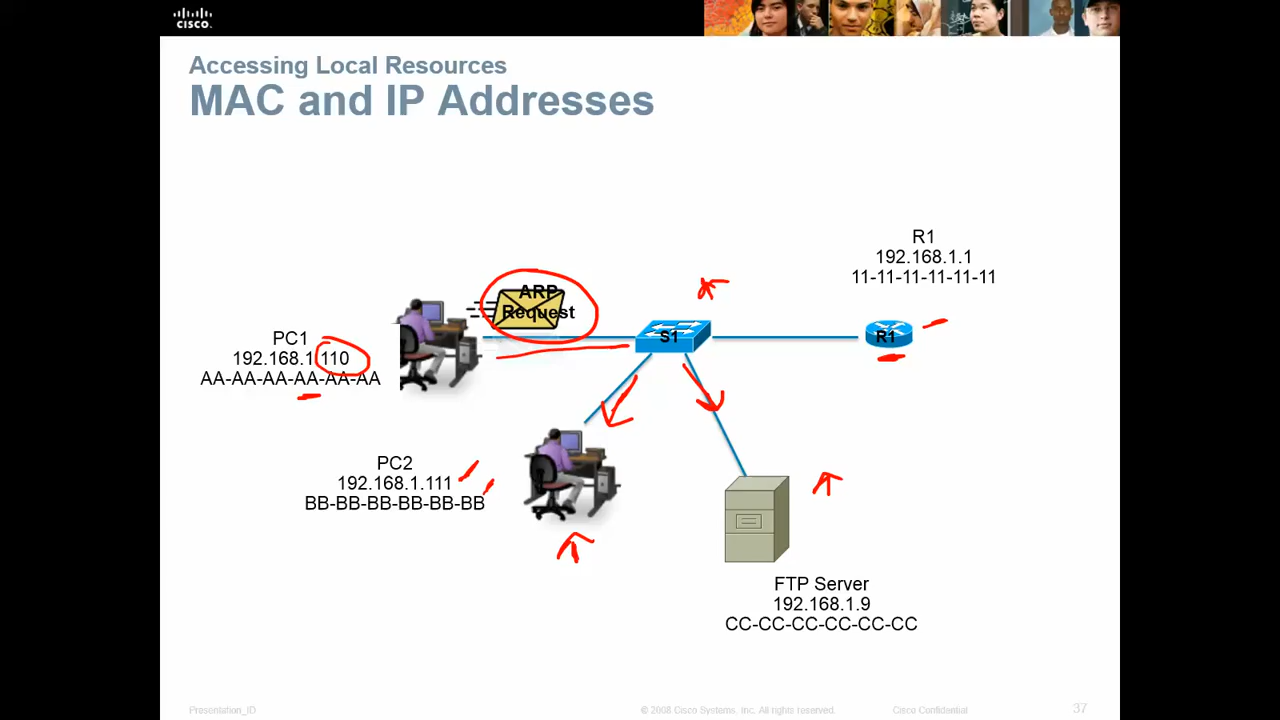 CISCO
Accessing Local Resources
MAC and IP Addresses
R1
192.168.1.1
11-11-11-11-11-11
ARP
Request
S1
R1
PC1
192.168.1.110
AA-AA-AA-AA-AA-AA
PC2
192.168.1.111
BB-BB-BB-BB-BB-BB
FTP Server
192.168.1.9
CC-CC-CC-CC-CC-CC
Presentation_ID
© 2008 Cisco Systems, Inc. All rights reserved.
Cisco Confidential
37